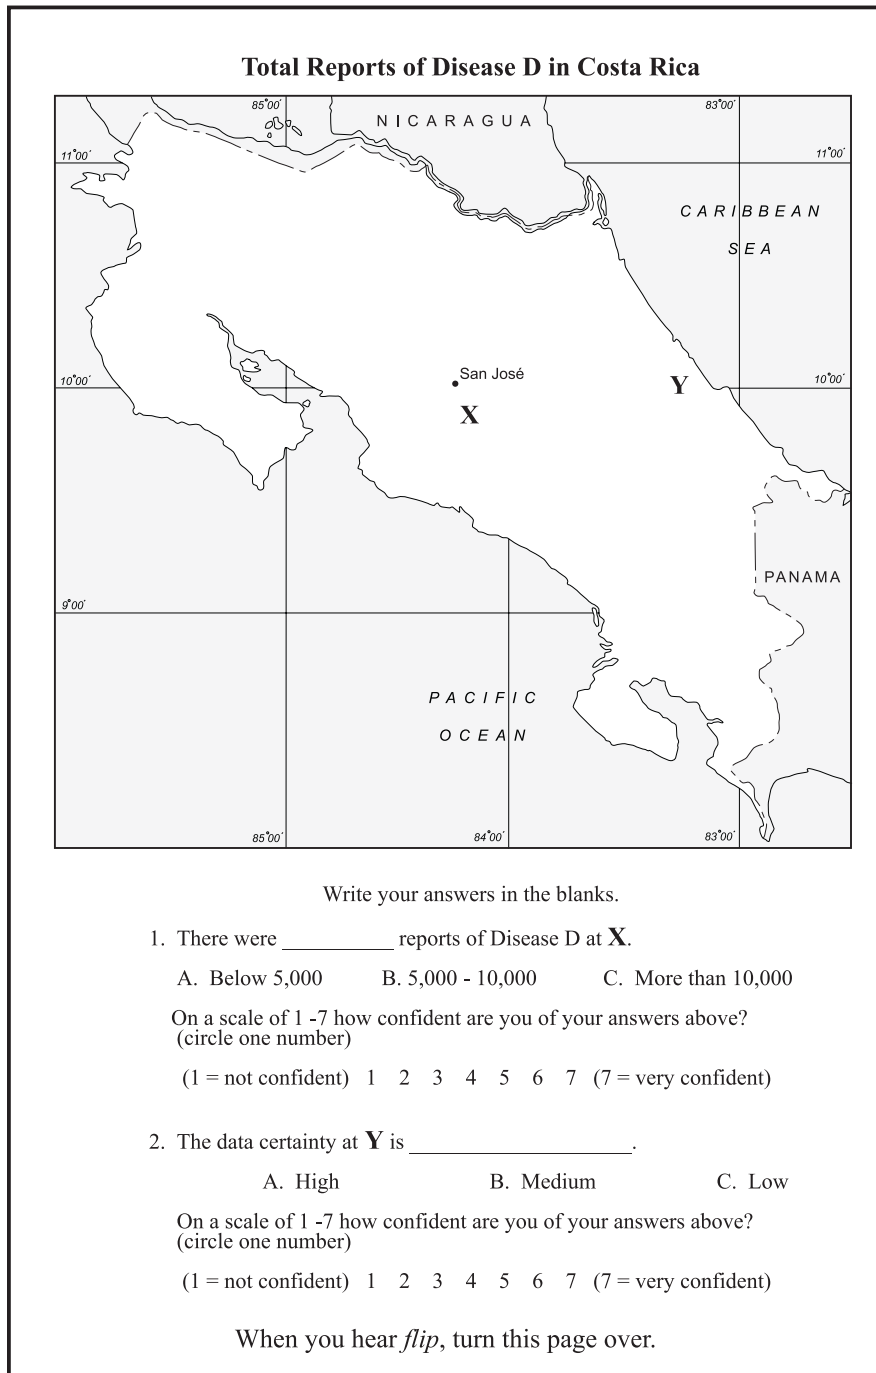 Total Reports of Disease D in Costa Rica
85°00´
83°00´
NICARAGUA
11°00´
11°00´
CARIBBEAN
SEA
San José
10°00´
10°00´
Y
X
PANAMA
9°00´
PACIFIC
OCEAN
85°00´
84°00´
83°00´
Write your answers in the blanks.
1. There were __________ reports of Disease D at X.
A. Below 5,000 B. 5,000 - 10,000 C. More than 10,000
On a scale of 1 -7 how confident are you of your answers above?
(circle one number)
(1 = not confident) 1 2 3 4 5 6 7 (7 = very confident)
2. The data certainty at Y is ____________________.
A. High B. Medium C. Low
On a scale of 1 -7 how confident are you of your answers above?
(circle one number)
(1 = not confident) 1 2 3 4 5 6 7 (7 = very confident)
When you hear flip, turn this page over.